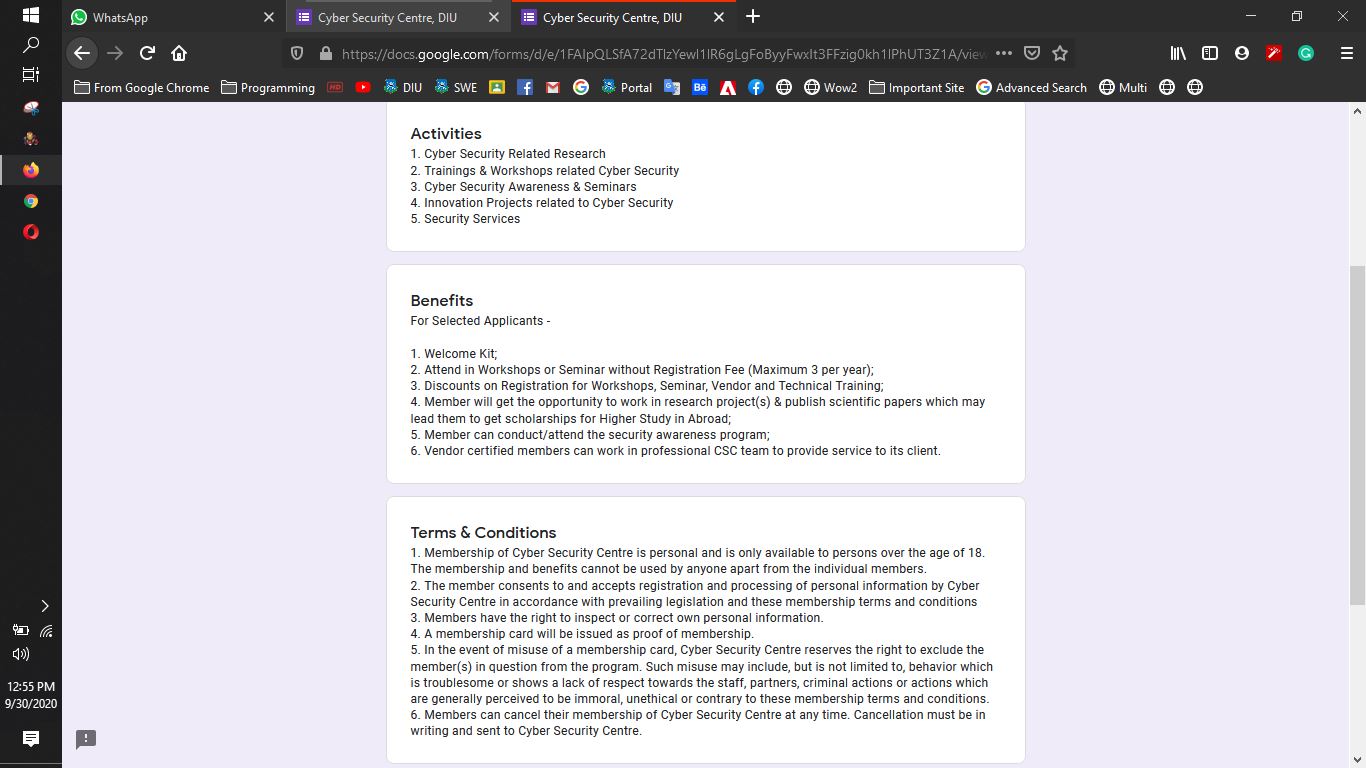 WhatsApp
Cyber Security Centre, DIU
Cyber Security Centre, DIU
From Google Chrome
Programming
HD
DIU
SWE
Portal
Bē
Wow2
Important Site
Advanced Search
Multi
Activities
1. Cyber Security Related Research
2. Trainings & Workshops related Cyber Security
3. Cyber Security Awareness & Seminars
4. Innovation Projects related to Cyber Security
5. Security Services
Benefits
For Selected Applicants -
1. Welcome Kit;
2. Attend in Workshops or Seminar without Registration Fee (Maximum 3 per year);
3. Discounts on Registration for Workshops, Seminar, Vendor and Technical Training;
4. Member will get the opportunity to work in research project(s) & publish scientific papers which may
lead them to get scholarships for Higher Study in Abroad;
5. Member can conduct/attend the security awareness program;
6. Vendor certified members can work in professional CSC team to provide service to its client.
Terms & Conditions
1. Membership of Cyber Security Centre is personal and is only available to persons over the age of 18.
The membership and benefits cannot be used by anyone apart from the individual members.
2. The member consents to and accepts registration and processing of personal information by Cyber
Security Centre in accordance with prevailing legislation and these membership terms and conditions
3. Members have the right to inspect or correct own personal information.
4. A membership card will be issued as proof of membership.
5. In the event of misuse of a membership card, Cyber Security Centre reserves the right to exclude the
member(s) in question from the program. Such misuse may include, but is not limited to, behavior which
is troublesome or shows a lack of respect towards the staff, partners, criminal actions or actions which
are generally perceived to be immoral, unethical or contrary to these membership terms and conditions.
6. Members can cancel their membership of Cyber Security Centre at any time. Cancellation must be in
writing and sent to Cyber Security Centre.
12:55 PM
9/30/2020